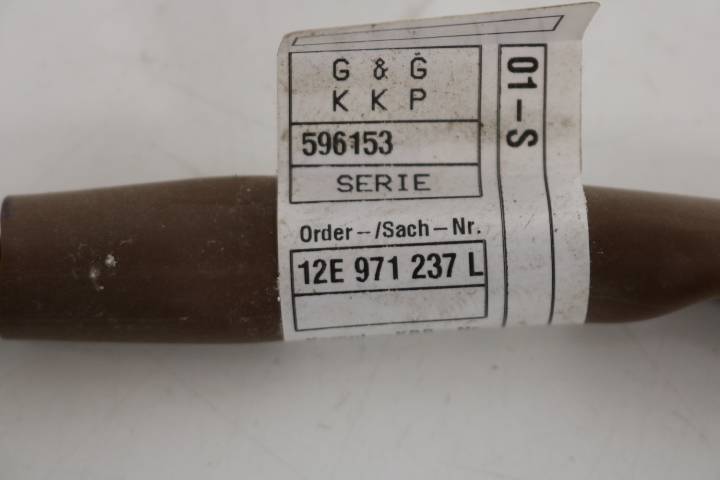 G & G
K K P
596153
SERIE
Order-/Sach-Nr.
12E 971 237 L
01-S